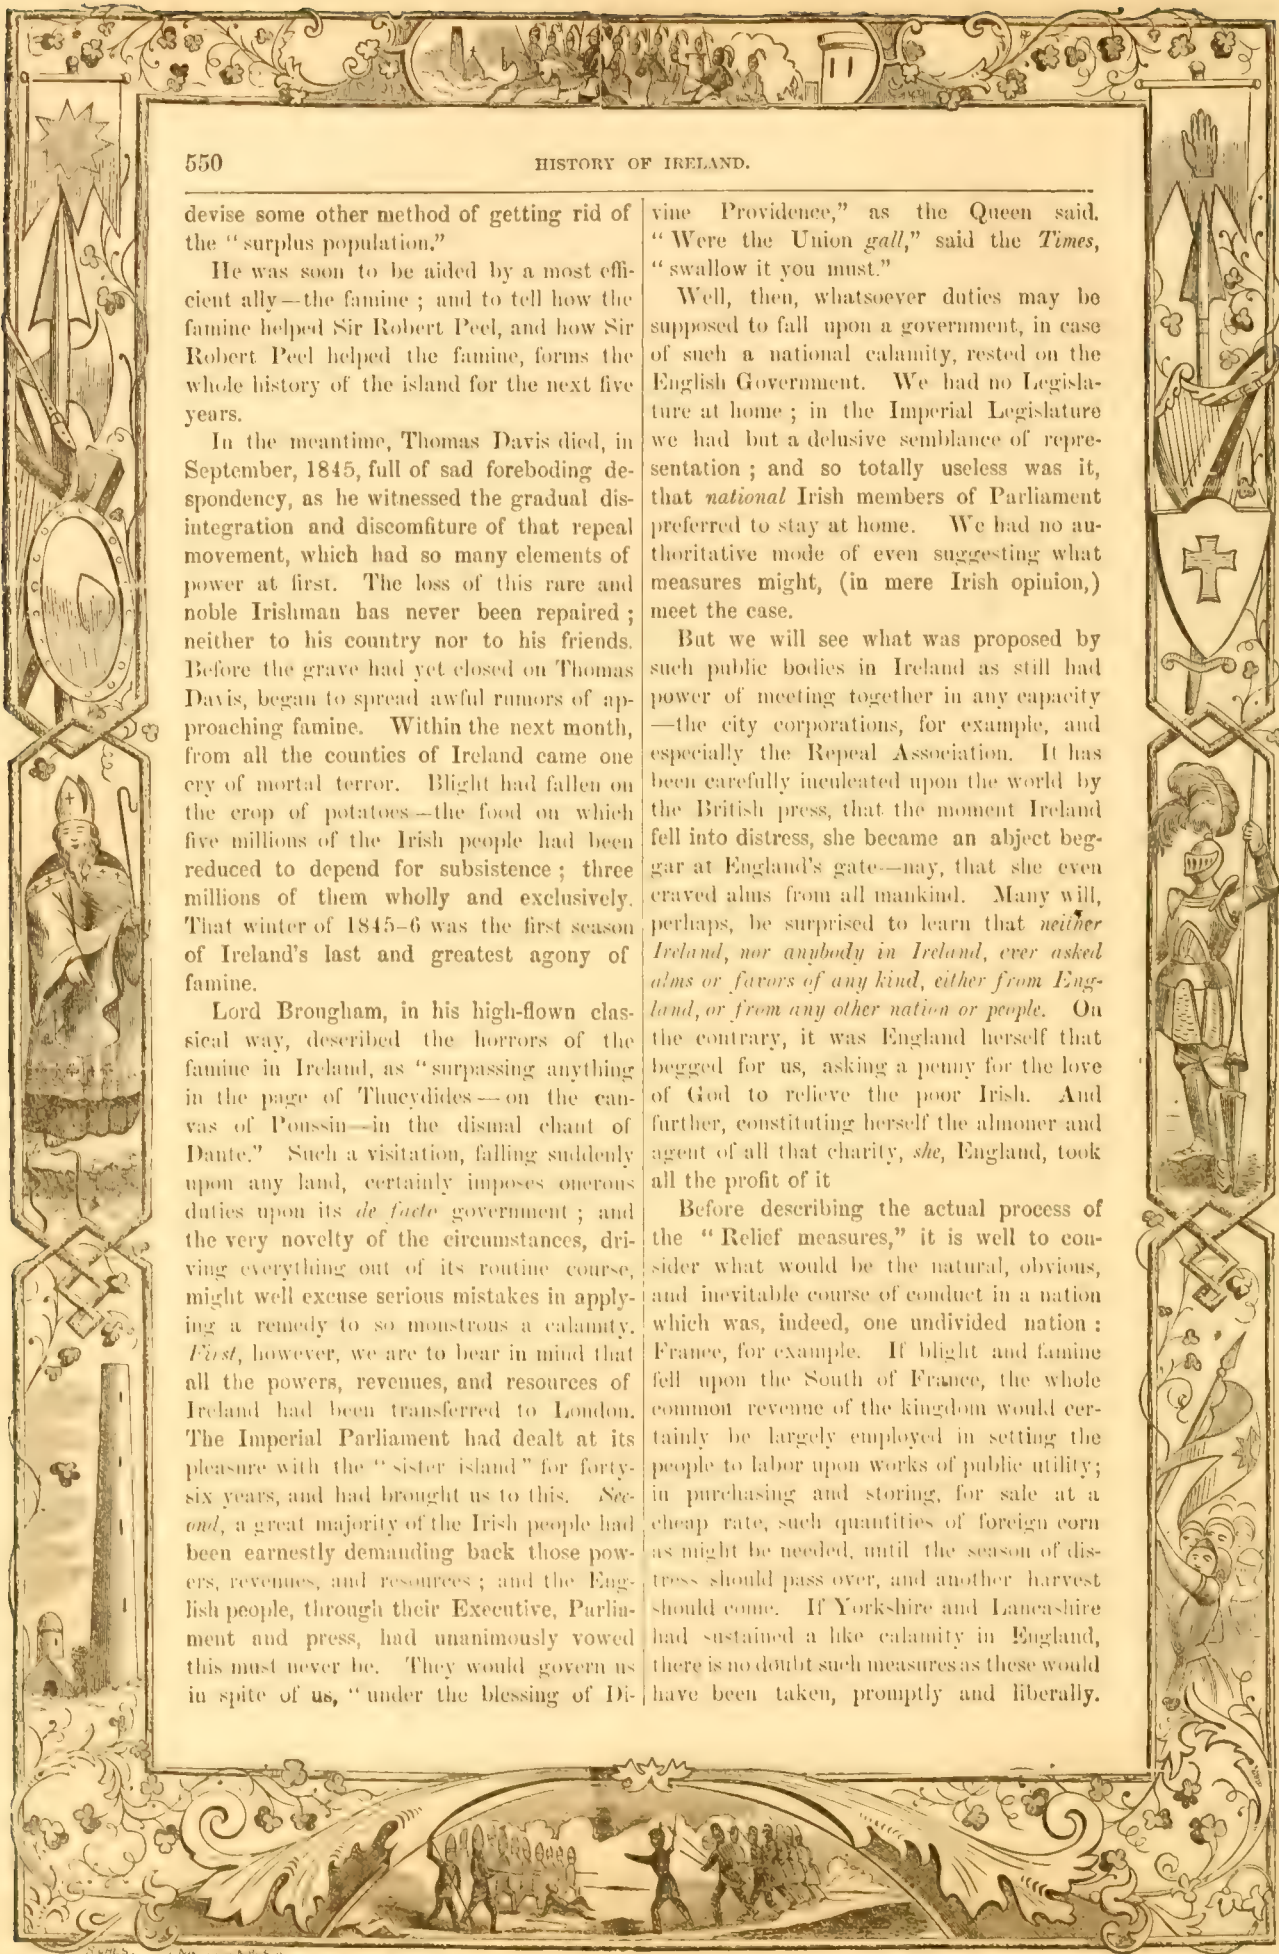 550
HISTORY OF IRELAND.
devise some other method of getting rid of
the “surplus population.”
He was soon to be aided by a most effi-
cient ally—the famine ; and to tell how the
famine helped Sir Robert Peel, and how Sir
Robert Peel helped the famine, forms the
whole history of the island for the next five
years.
In the meantime, Thomas Davis died, in
September, 1845, full of sad foreboding de-
spondency, as he witnessed the gradual dis-
integration and discomfiture of that repeal
movement, which had so many elements of
power at first. The loss of this rare and
noble Irishman has never been repaired ;
neither to his country nor to his friends.
Before the grave had yet closed on Thomas
Davis, began to spread awful rumors of ap-
proaching famine. Within the next month,
from all the counties of Ireland came one
cry of mortal terror. Blight had fallen on
the crop of potatoes—the food on which
five millions of the Irish people had been
reduced to depend for subsistence ; three
millions of them wholly and exclusively.
That winter of 1845–6 was the first season
of Ireland's last and greatest agony of
famine.
Lord Brougham, in his high-flown clas-
sical way, described the horrors of the
famine in Ireland, as “surpassing anything
in the page of Thucydides—on the can-
vas of Poussin—in the dismal chant of
Dante.” Such a visitation, falling suddenly
upon any land, certainly imposes onerous
duties upon its de facto government ; and
the very novelty of the circumstances, dri-
ving everything out of its routine course,
might well excuse serious mistakes in apply-
ing a remedy to so monstrous a calamity.
First, however, we are to bear in mind that
all the powers, revenues, and resources of
Ireland had been transferred to London.
The Imperial Parliament had dealt at its
pleasure with the “sister island” for forty-
six years, and had brought us to this. Sec-
ond, a great majority of the Irish people had
been earnestly demanding back those pow-
ers, revenues, and resources ; and the Eng-
lish people, through their Executive, Parlia-
ment and press, had unanimously vowed
this must never be. They would govern us
in spite of us, “under the blessing of Di-
vine Providence,” as the Queen said.
“Were the Union gall,” said the Times,
“swallow it you must.”
Well, then, whatsoever duties may be
supposed to fall upon a government, in case
of such a national calamity, rested on the
English Government. We had no Legisla-
ture at home ; in the Imperial Legislature
we had but a delusive semblance of repre-
sentation ; and so totally useless was it,
that national Irish members of Parliament
preferred to stay at home. We had no au-
thoritative mode of even suggesting what
measures might, (in mere Irish opinion,)
meet the case.
But we will see what was proposed by
such public bodies in Ireland as still had
power of meeting together in any capacity
—the city corporations, for example, and
especially the Repeal Association. It has
been carefully inculcated upon the world by
the British press, that the moment Ireland
fell into distress, she became an abject beg-
gar at England's gate—nay, that she even
craved alms from all mankind. Many will,
perhaps, be surprised to learn that neither
Ireland, nor anybody in Ireland, ever asked
alms or favors of any kind, either from Eng-
land, or from any other nation or people. On
the contrary, it was England herself that
begged for us, asking a penny for the love
of God to relieve the poor Irish. And
further, constituting herself the almoner and
agent of all that charity, she, England, took
all the profit of it
Before describing the actual process of
the “Relief measures,” it is well to con-
sider what would be the natural, obvious,
and inevitable course of conduct in a nation
which was, indeed, one undivided nation :
France, for example. If blight and famine
fell upon the South of France, the whole
common revenue of the kingdom would cer-
tainly be largely employed in setting the
people to labor upon works of public utility;
in purchasing and storing, for sale at a
cheap rate, such quantities of foreign corn
as might be needed, until the season of dis-
tress should pass over, and another harvest
should come. If Yorkshire and Lancashire
had sustained a like calamity in England,
there is no doubt such measures as these would
have been taken, promptly and liberally.